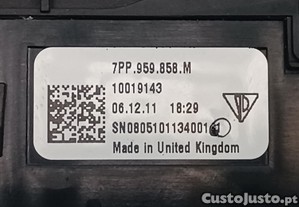 7PP.959.858.M
10019143
06.12.11 18:29
SN0805101134001
Made in United Kingdom
CustoJusto.pt